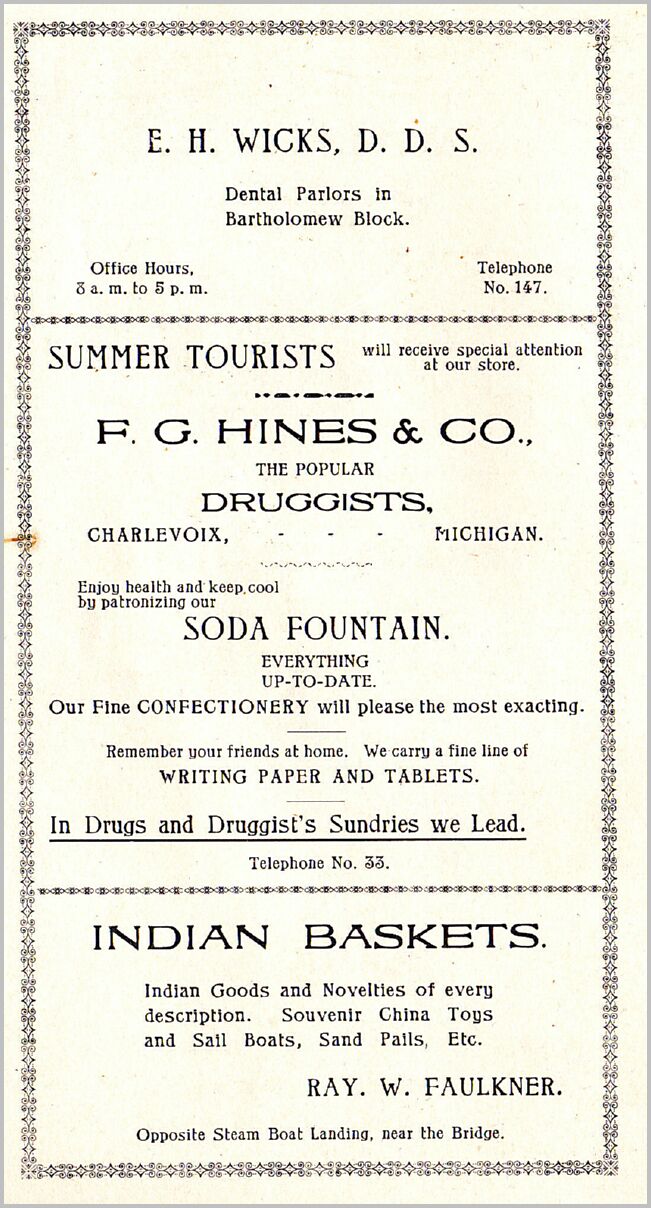 E. H. WICKS, D. D. S.
Dental Parlors in
Bartholomew Block.
Office Hours,
8 a. m. to 5 p. m.
Telephone
No. 147.
SUMMER TOURISTS will receive special attention
at our store.
F. G. HINES & CO.,
THE POPULAR
DRUGGISTS,
CHARLEVOIX, - - - MICHIGAN.
Enjoy health and keep cool
by patronizing our
SODA FOUNTAIN.
EVERYTHING
UP-TO-DATE.
Our Fine CONFECTIONERY will please the most exacting.
Remember your friends at home. We carry a fine line of
WRITING PAPER AND TABLETS.
In Drugs and Druggist's Sundries we Lead.
Telephone No. 33.
INDIAN BASKETS.
Indian Goods and Novelties of every
description. Souvenir China Toys
and Sail Boats, Sand Pails, Etc.
RAY. W. FAULKNER.
Opposite Steam Boat Landing, near the Bridge.